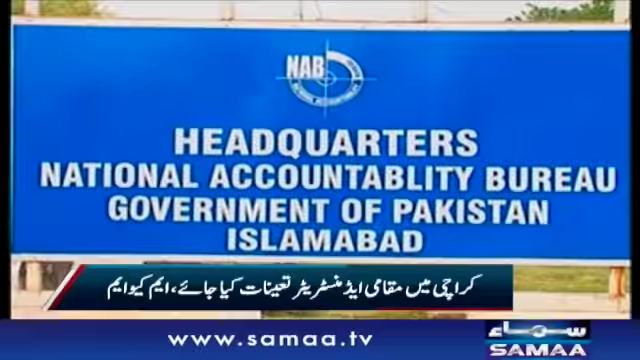 NAB
HEADQUARTERS
NATIONAL ACCOUNTABLITY BUREAU
GOVERNMENT OF PAKISTAN
ISLAMABAD
کراچی میں مقامی ایڈمنسٹریٹر تعینات کیا جائے، ایم کیو ایم
www.samaa.tv
سماء
SAMAA